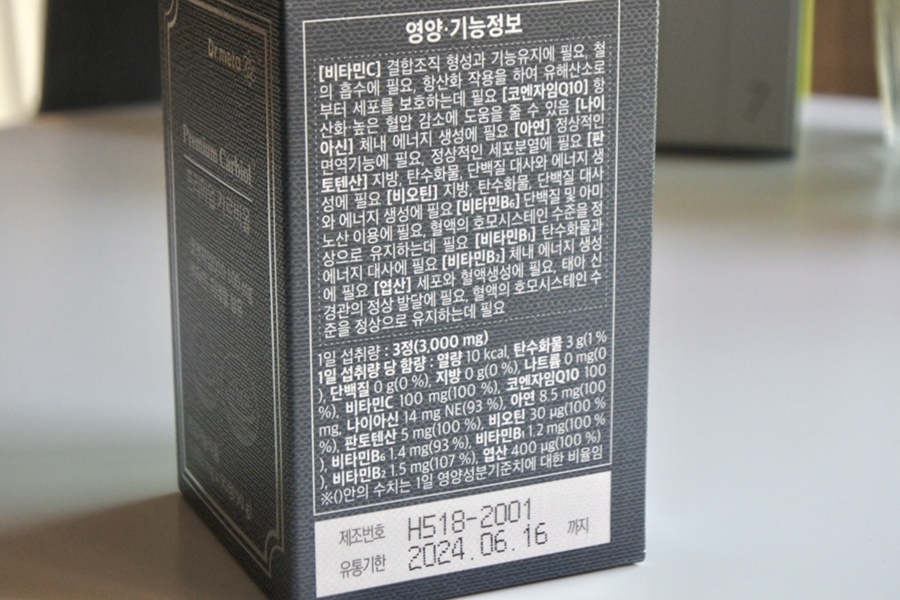 영양·기능정보
[비타민C] 결합조직 형성과 기능유지에 필요, 철
의 흡수에 필요, 항산화 작용을 하여 유해산소로
부터 세포를 보호하는데 필요 [코엔자임Q10] 항
산화·높은 혈압 감소에 도움을 줄 수 있음 [나이
아신] 체내 에너지 생성에 필요 [아연] 정상적인
면역기능에 필요, 정상적인 세포분열에 필요 [판
토텐산] 지방, 탄수화물, 단백질 대사와 에너지 생
성에 필요 [비오틴] 지방, 탄수화물, 단백질 대사
와 에너지 생성에 필요 [비타민B₆] 단백질 및 아미
노산 이용에 필요, 혈액의 호모시스테인 수준을 정
상으로 유지하는데 필요 [비타민B₁] 탄수화물과
에너지 대사에 필요 [비타민B₂] 체내 에너지 생성
에 필요 [엽산] 세포와 혈액생성에 필요, 태아 신
경관의 정상 발달에 필요, 혈액의 호모시스테인 수
준을 정상으로 유지하는데 필요
1일 섭취량 : 3정(3,000 mg)
1일 섭취량 당 함량 : 열량 10 kcal, 탄수화물 3 g(1 %
), 단백질 0 g(0 %), 지방 0 g(0 %), 나트륨 0 mg(0
%), 비타민C 100 mg(100 %), 코엔자임Q10 100
mg, 나이아신 14 mg NE(93 %), 아연 8.5 mg(100
%), 판토텐산 5 mg(100 %), 비오틴 30 µg(100 %
), 비타민B₆ 1.4 mg(93 %), 비타민B₁ 1.2 mg(100 %
), 비타민B₂ 1.5 mg(107 %), 엽산 400 µg(100 %)
※()안의 수치는 1일 영양성분기준치에 대한 비율임
제조번호 H518-2001
유통기한 2024.06.16 까지
Premium Carbiol
7